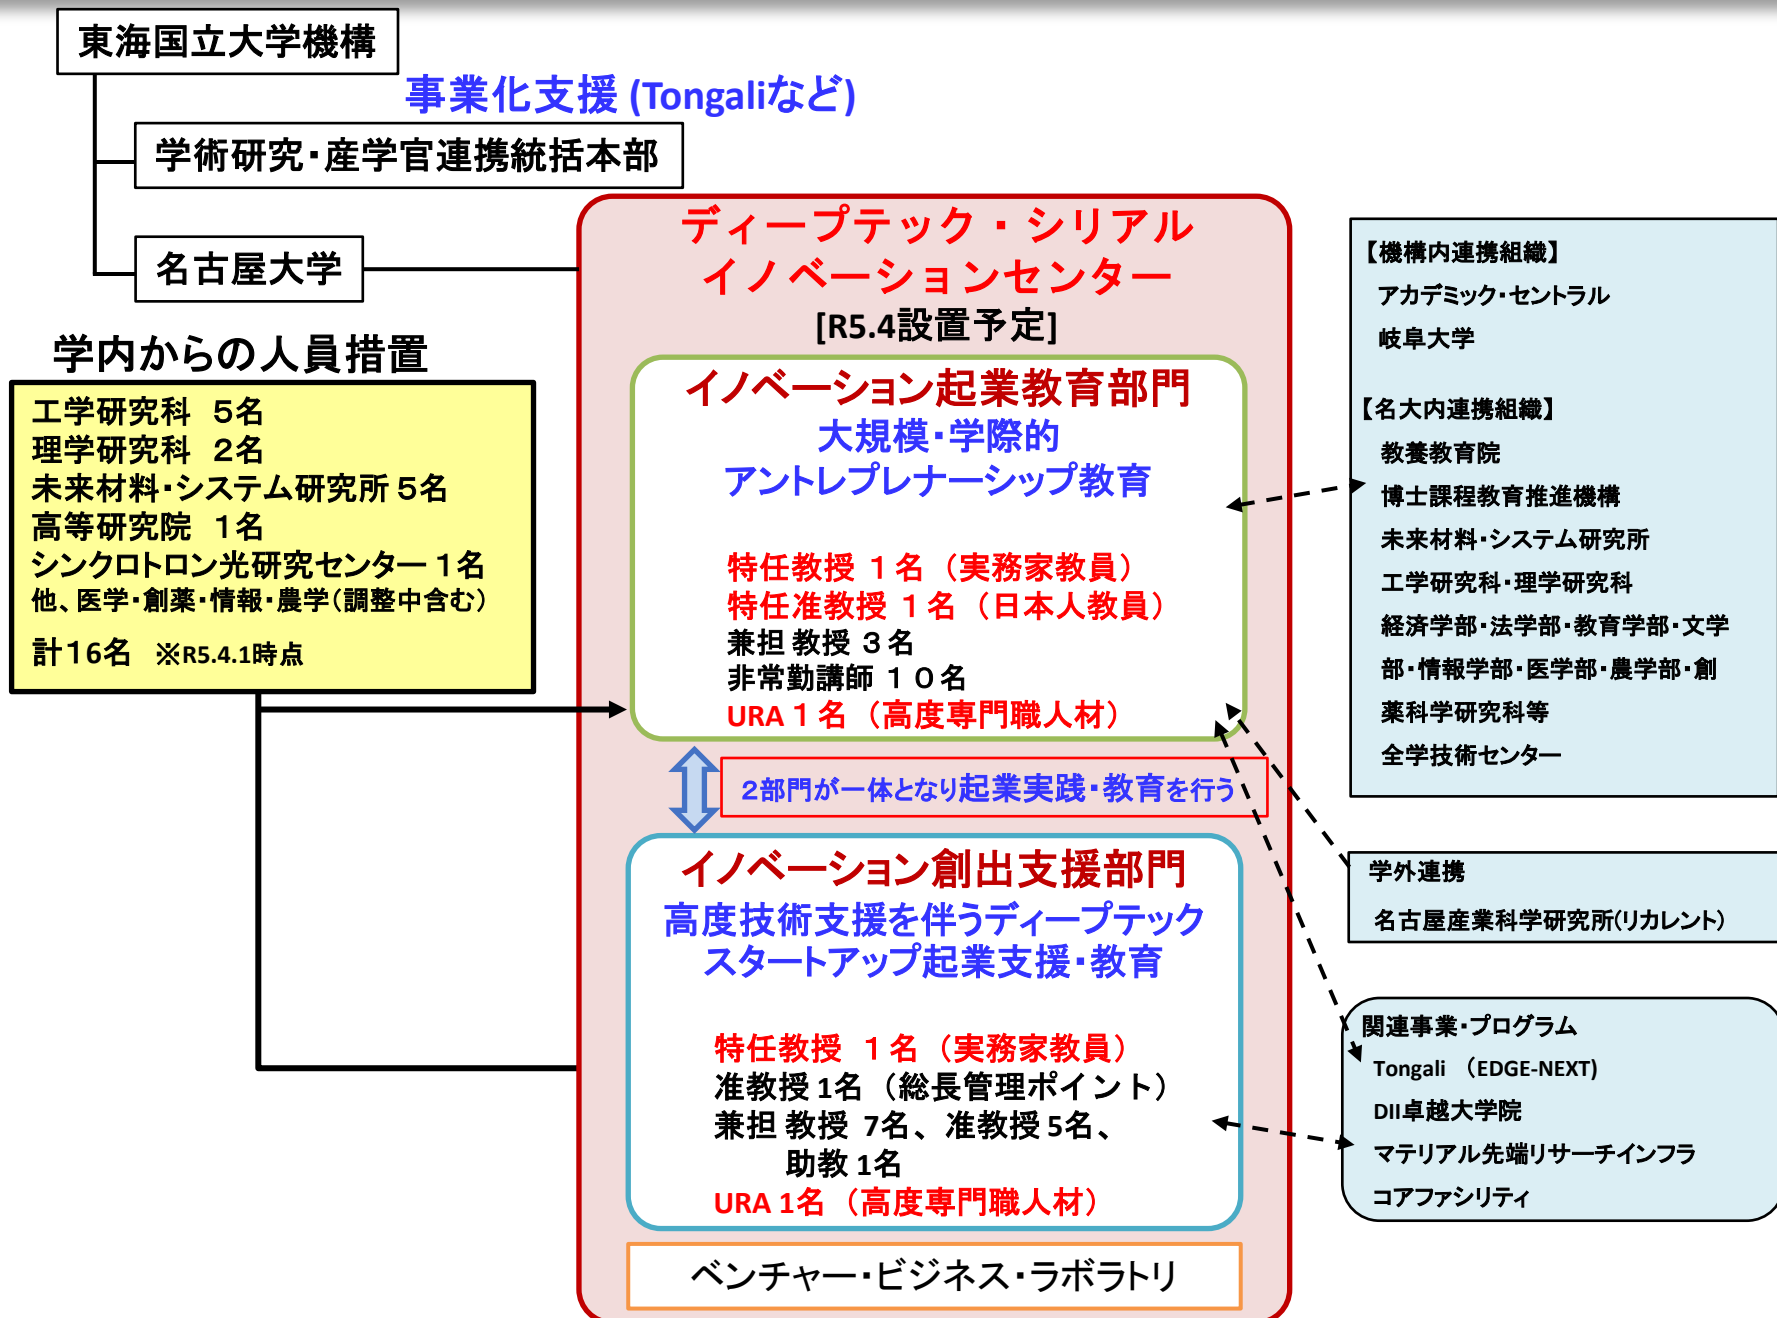 東海国立大学機構
事業化支援 (Tongaliなど)
学術研究・産学官連携統括本部
名古屋大学
学内からの人員措置
工学研究科　5名
理学研究科　2名
未来材料・システム研究所 5名
高等研究院　1名
シンクロトロン光研究センター 1名
他、医学・創薬・情報・農学（調整中含む）
計16名　※R5.4.1時点
ディープテック・シリアル
イノベーションセンター
[R5.4設置予定]
イノベーション起業教育部門
大規模・学際的
アントレプレナーシップ教育
特任教授 １名（実務家教員）
特任准教授 １名（日本人教員）
兼担 教授 ３名
非常勤講師 １０名
URA 1 名（高度専門職人材）
２部門が一体となり起業実践・教育を行う
イノベーション創出支援部門
高度技術支援を伴うディープテック
スタートアップ起業支援・教育
特任教授 １名（実務家教員）
准教授 1名（総長管理ポイント）
兼担 教授 7名、准教授 5名、
助教 1名
URA 1名（高度専門職人材）
ベンチャー・ビジネス・ラボラトリ
【機構内連携組織】
アカデミック・セントラル
岐阜大学
【名大内連携組織】
教養教育院
博士課程教育推進機構
未来材料・システム研究所
工学研究科・理学研究科
経済学部・法学部・教育学部・文学
部・情報学部・医学部・農学部・創
薬科学研究科等
全学技術センター
学外連携
名古屋産業科学研究所(リカレント)
関連事業・プログラム
Tongali （EDGE-NEXT)
DII卓越大学院
マテリアル先端リサーチインフラ
コアファシリティ